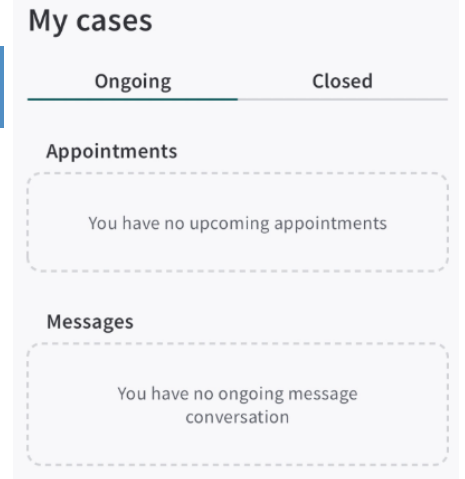 My cases
Ongoing Closed
Appointments
You have no upcoming appointments
Messages
You have no ongoing message
conversation